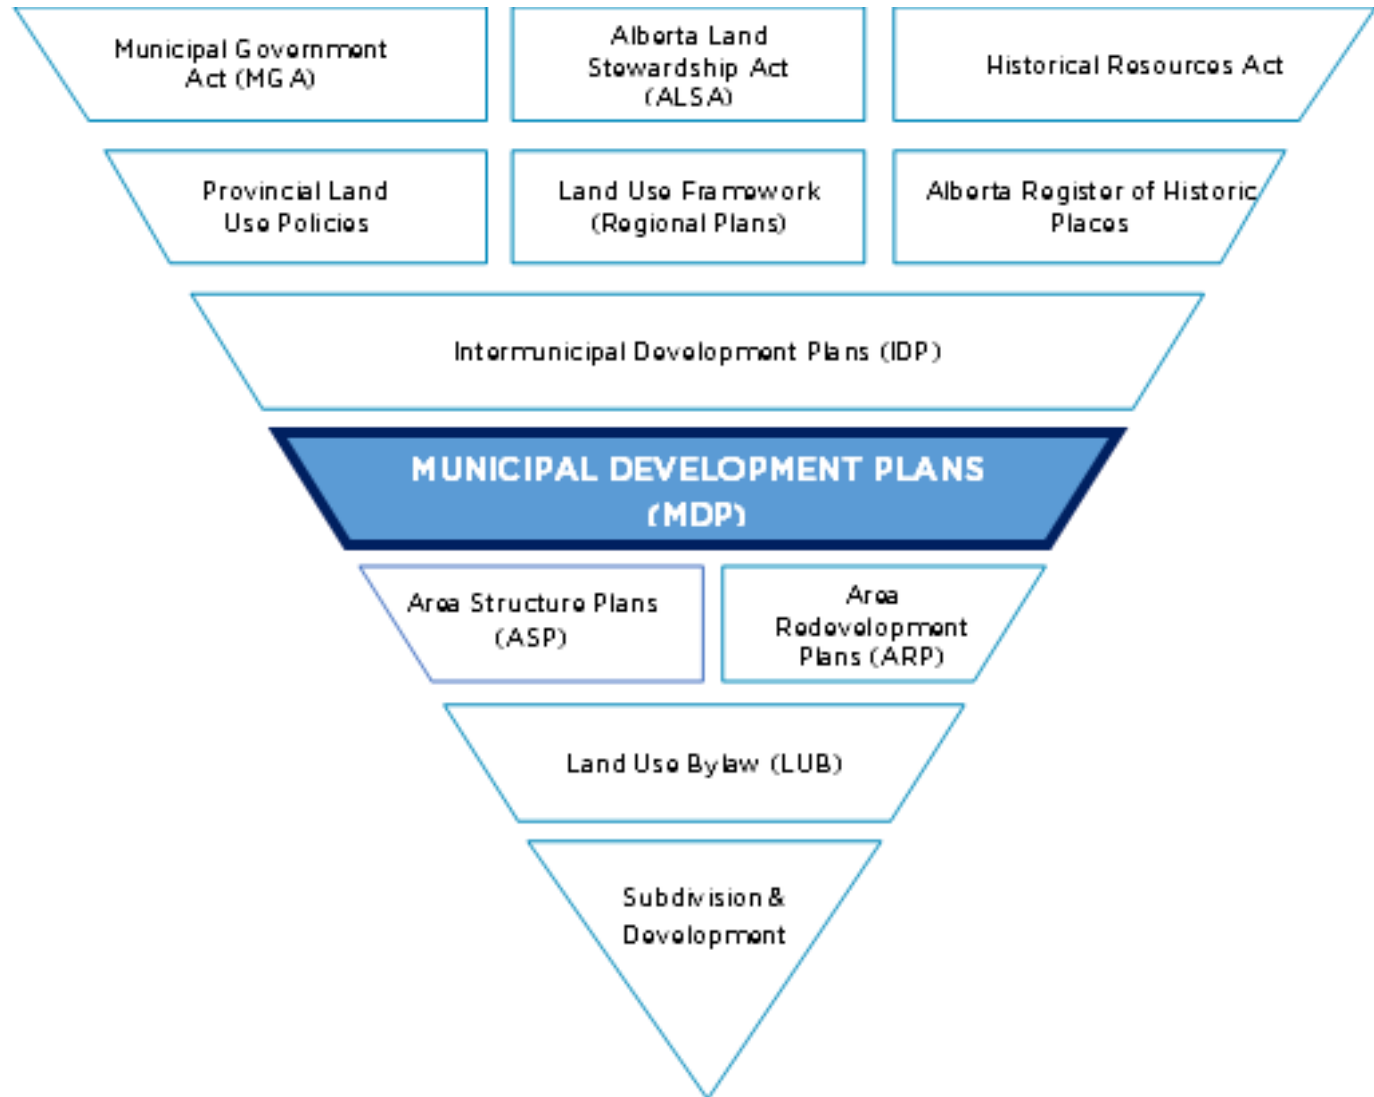 Municipal Government
Act (MGA)
Alberta Land
Stewardship Act
(ALSA)
Historical Resources Act
Provincial Land
Use Policies
Land Use Framework
(Regional Plans)
Alberta Register of Historic
Places
Intermunicipal Development Plans (IDP)
MUNICIPAL DEVELOPMENT PLANS
(MDP)
Area Structure Plans
(ASP)
Area
Redevelopment
Plans (ARP)
Land Use Bylaw (LUB)
Subdivision &
Development